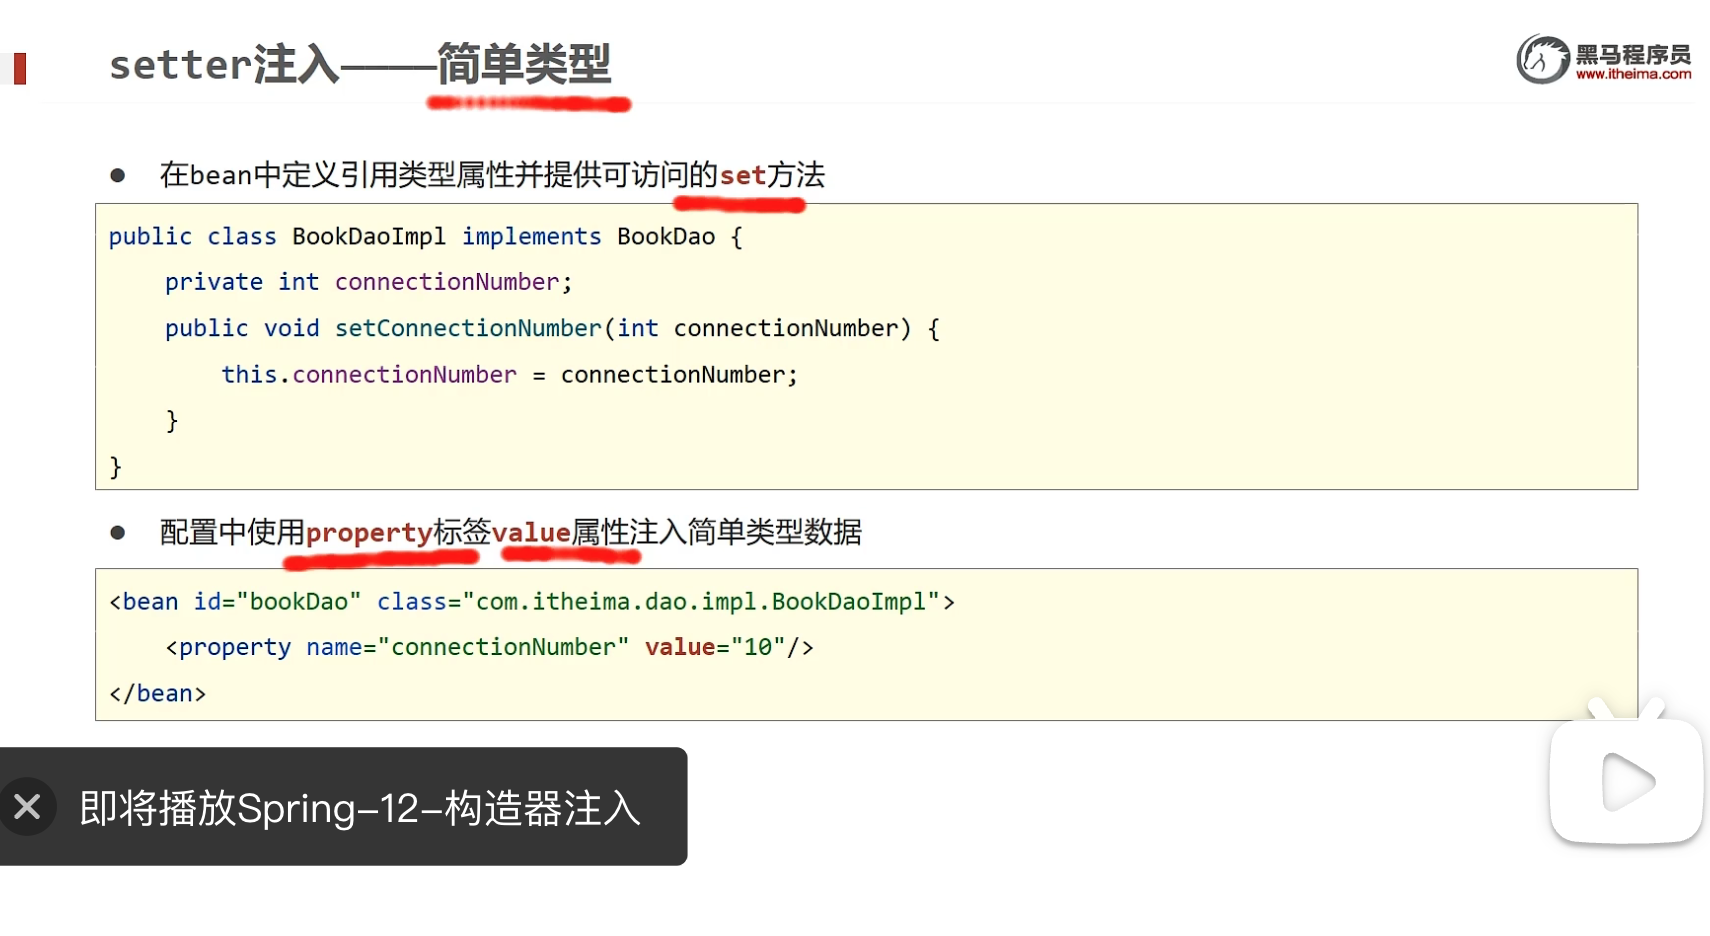 setter注入——简单类型
黑马程序员
www.itheima.com
● 在bean中定义引用类型属性并提供可访问的set方法
public class BookDaoImpl implements BookDao {
    private int connectionNumber;
    public void setConnectionNumber(int connectionNumber) {
        this.connectionNumber = connectionNumber;
    }
}
● 配置中使用property标签value属性注入简单类型数据
<bean id="bookDao" class="com.itheima.dao.impl.BookDaoImpl">
    <property name="connectionNumber" value="10"/>
</bean>
即将播放Spring-12-构造器注入